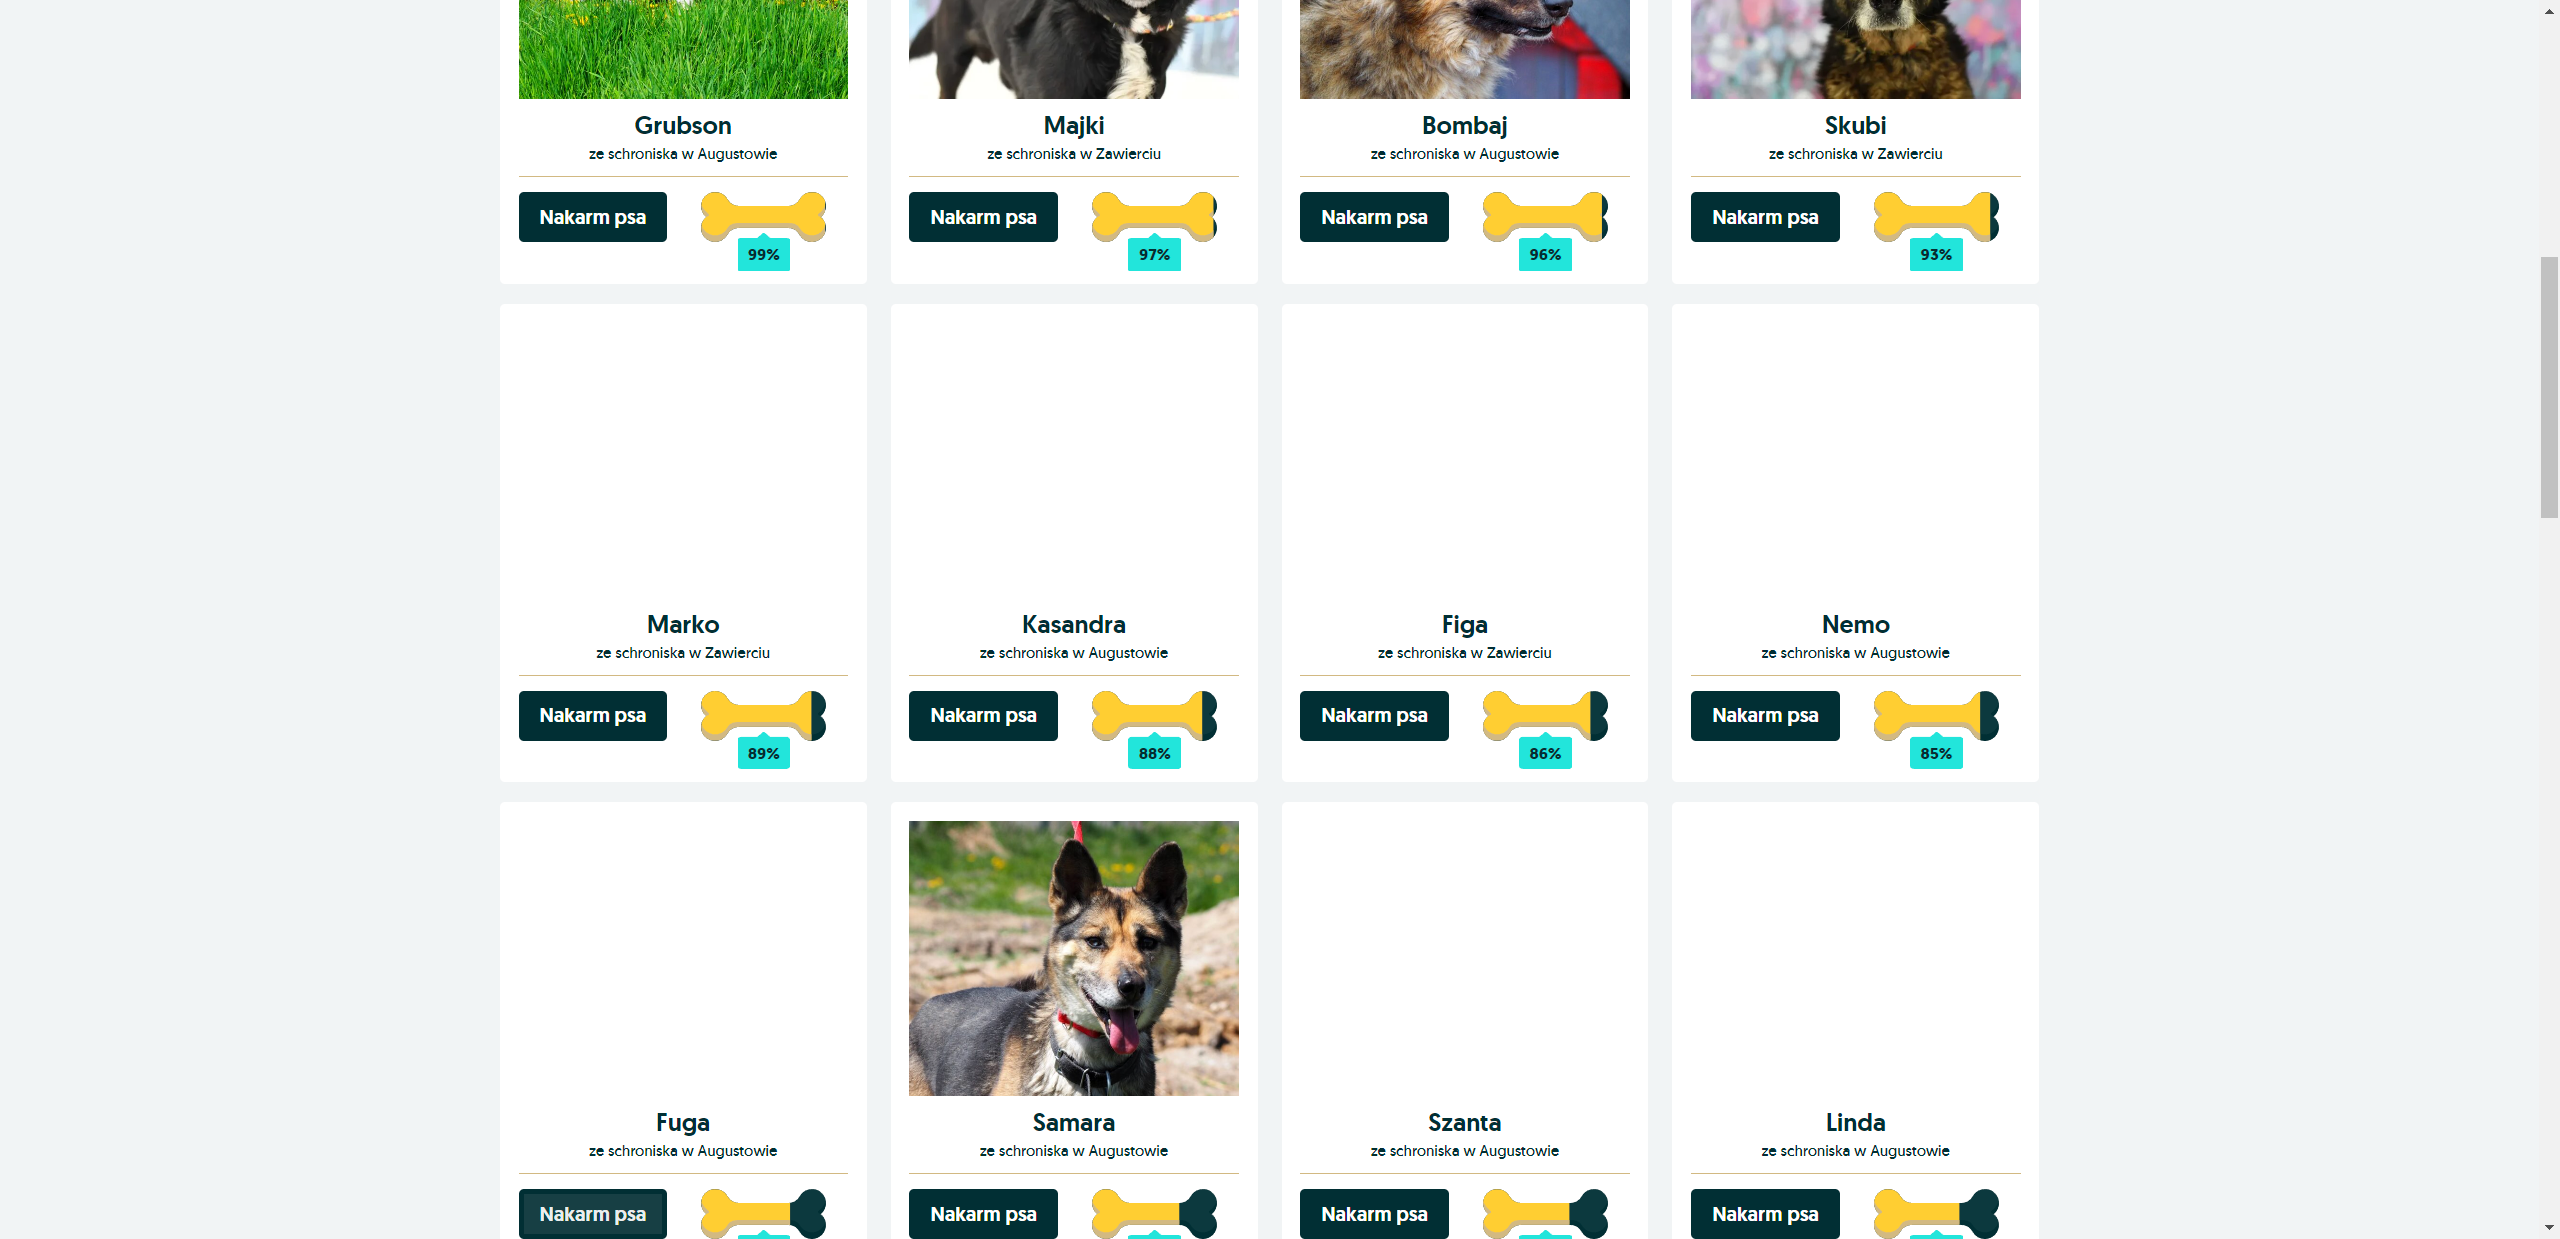 Grubson
ze schroniska w Augustowie
Nakarm psa
99%
Majki
ze schroniska w Zawierciu
Nakarm psa
97%
Bombaj
ze schroniska w Augustowie
Nakarm psa
96%
Skubi
ze schroniska w Zawierciu
Nakarm psa
93%
Marko
ze schroniska w Zawierciu
Nakarm psa
89%
Kasandra
ze schroniska w Augustowie
Nakarm psa
88%
Figa
ze schroniska w Zawierciu
Nakarm psa
86%
Nemo
ze schroniska w Augustowie
Nakarm psa
85%
Fuga
ze schroniska w Augustowie
Nakarm psa
Samara
ze schroniska w Augustowie
Nakarm psa
Szanta
ze schroniska w Augustowie
Nakarm psa
Linda
ze schroniska w Augustowie
Nakarm psa